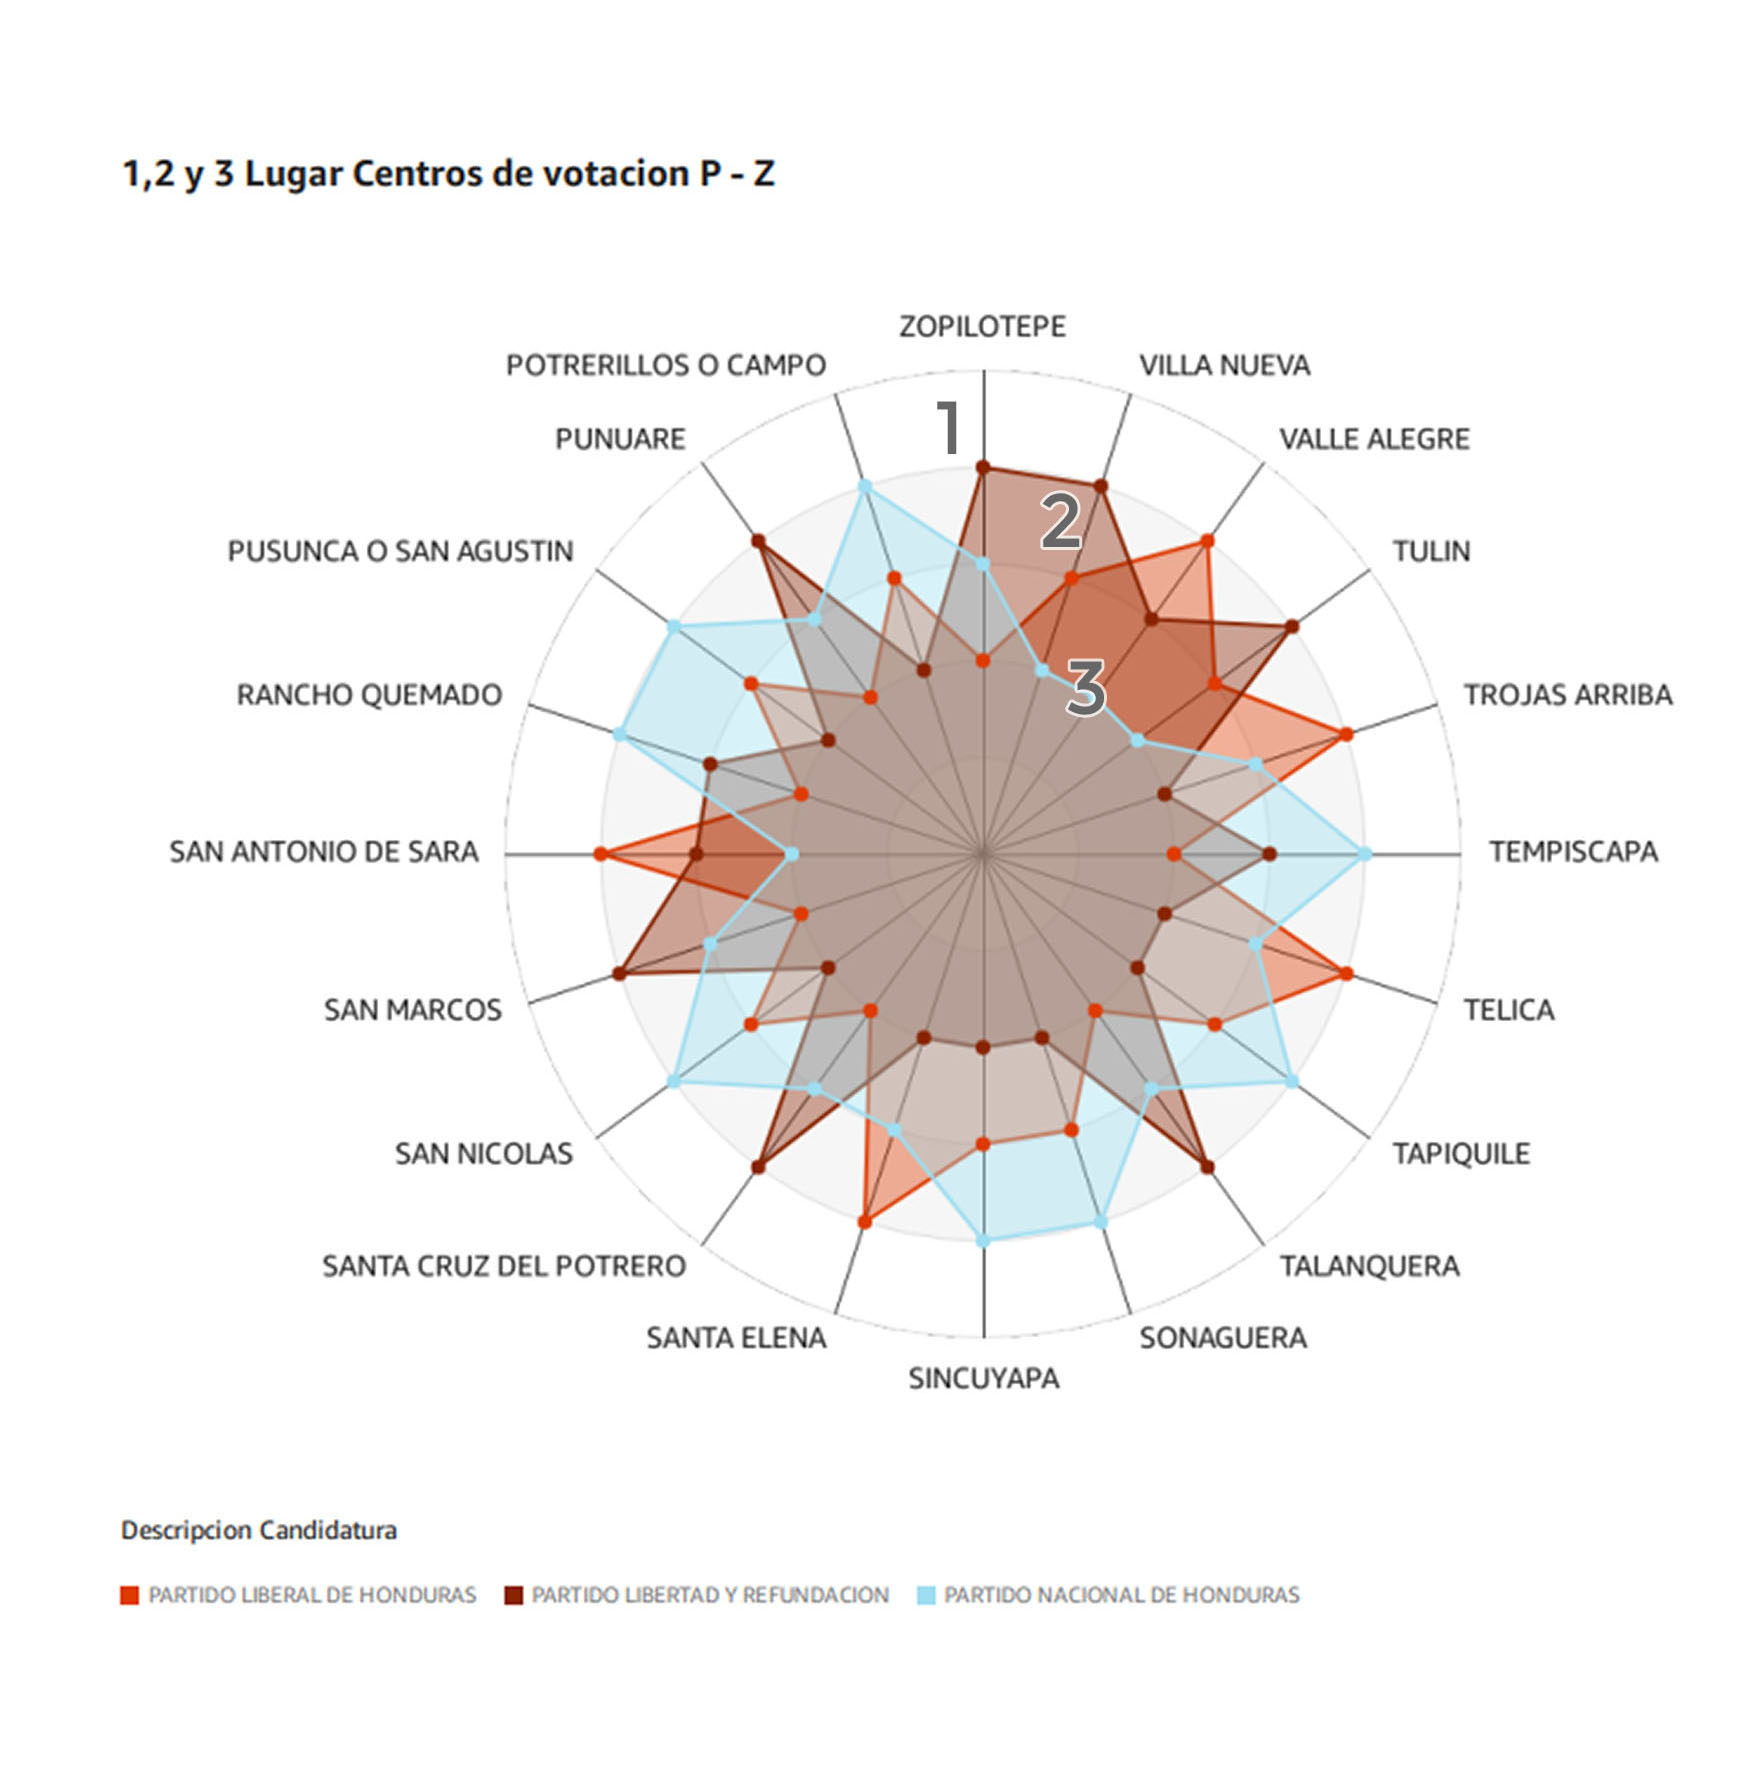 1,2 y 3 Lugar Centros de votacion P - Z
ZOPILOTEPE
POTRERILLOS O CAMPO
VILLA NUEVA
1
PUNUARE
VALLE ALEGRE
2
PUSUNCA O SAN AGUSTIN
TULIN
3
RANCHO QUEMADO
TROJAS ARRIBA
SAN ANTONIO DE SARA
TEMPISCAPA
SAN MARCOS
TELICA
SAN NICOLAS
TAPIQUILE
SANTA CRUZ DEL POTRERO
TALANQUERA
SANTA ELENA
SONAGUERA
SINCUYAPA
Descripcion Candidatura
PARTIDO LIBERAL DE HONDURAS
PARTIDO LIBERTAD Y REFUNDACION
PARTIDO NACIONAL DE HONDURAS